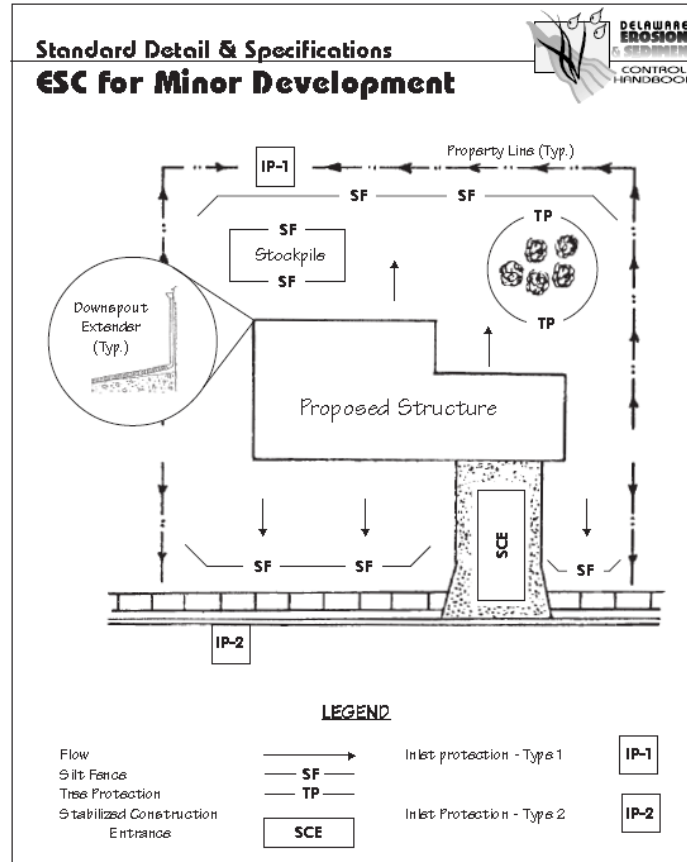 Standard Detail & Specifications
ESC for Minor Development
DELAWARE
EROSION
& SEDIMENT
CONTROL
HANDBOOK
IP-1
Property Line (Typ.)
SF
SF
SF
Stockpile
SF
TP
TP
Downspout
Extender
(Typ.)
Proposed Structure
SCE
SF
SF
SF
IP-2
LEGEND
Flow
Silt Fence
SF
Tree Protection
TP
Stabilized Construction
Entrance
SCE
Inlet protection - Type 1
IP-1
Inlet Protection - Type 2
IP-2